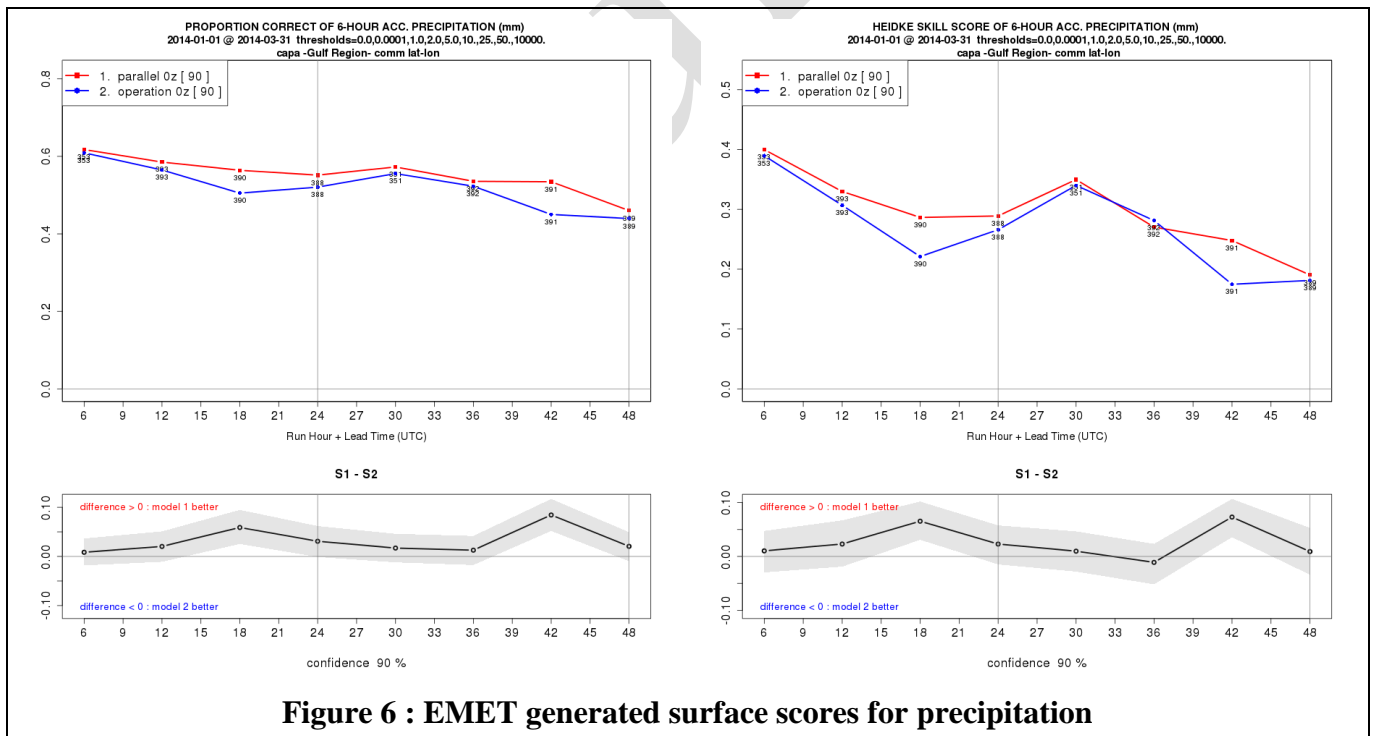 PROPORTION CORRECT OF 6-HOUR ACC. PRECIPITATION (mm)
2014-01-01 @ 2014-03-31 thresholds=0.0,0.0001,1.0,2.0,5.0,10.,25.,50.,10000.
capa -Gulf Region- comm lat-lon
1. parallel 0z [ 90 ]
2. operation 0z [ 90 ]
0.8
0.6
0.4
0.2
0.0
353
393
393
390
390
388
388
351
392
391
391
389
6 9 12 15 18 21 24 27 30 33 36 39 42 45 48
Run Hour + Lead Time (UTC)
S1 - S2
difference > 0 : model 1 better
difference < 0 : model 2 better
0.10
0.00
-0.10
6 9 12 15 18 21 24 27 30 33 36 39 42 45 48
confidence 90 %
HEIDKE SKILL SCORE OF 6-HOUR ACC. PRECIPITATION (mm)
2014-01-01 @ 2014-03-31 thresholds=0.0,0.0001,1.0,2.0,5.0,10.,25.,50.,10000.
capa -Gulf Region- comm lat-lon
1. parallel 0z [ 90 ]
2. operation 0z [ 90 ]
0.5
0.4
0.3
0.2
0.1
0.0
353
393
393
390
390
388
388
351
392
391
391
389
6 9 12 15 18 21 24 27 30 33 36 39 42 45 48
Run Hour + Lead Time (UTC)
S1 - S2
difference > 0 : model 1 better
difference < 0 : model 2 better
0.10
0.00
-0.10
6 9 12 15 18 21 24 27 30 33 36 39 42 45 48
confidence 90 %
Figure 6 : EMET generated surface scores for precipitation